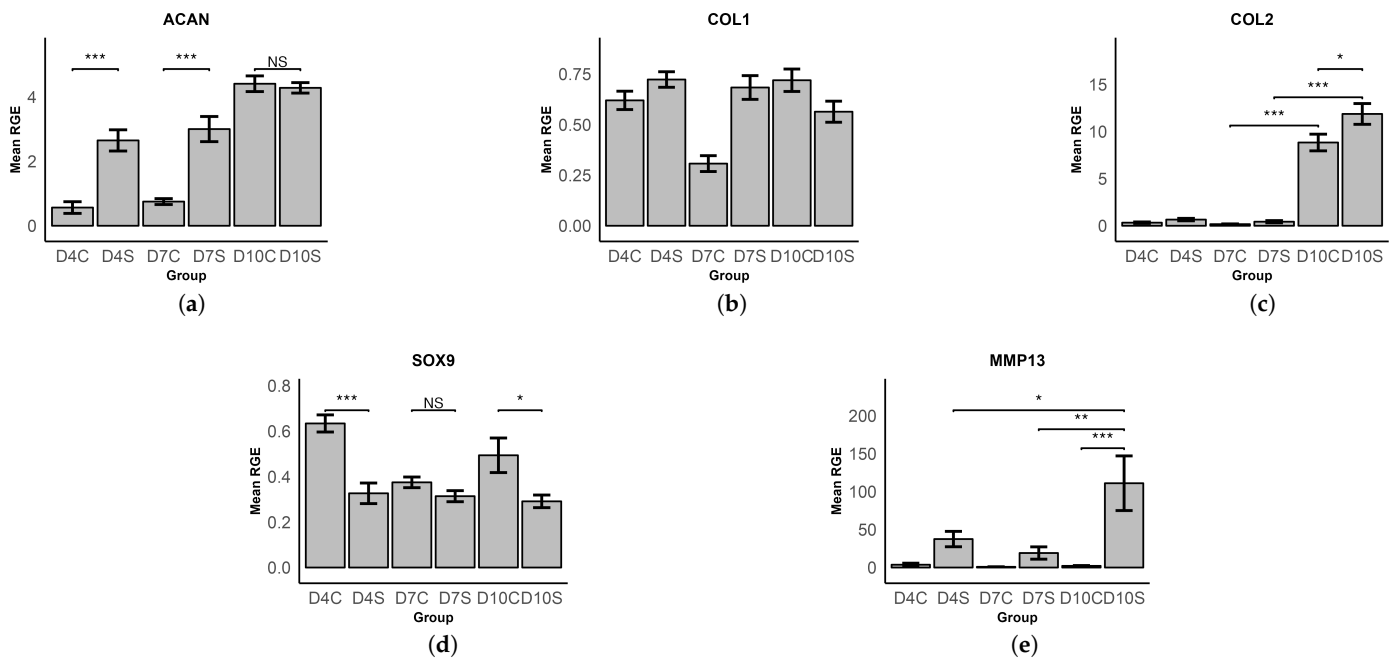 ACAN
Mean RGE
4
2
0
***
***
NS
D4C D4S D7C D7S D10C D10S
Group
(a)
COL1
Mean RGE
0.75
0.50
0.25
0.00
D4C D4S D7C D7S D10C D10S
Group
(b)
COL2
Mean RGE
15
10
5
0
*
***
***
D4C D4S D7C D7S D10C D10S
Group
(c)
SOX9
Mean RGE
0.8
0.6
0.4
0.2
0.0
***
NS
*
D4C D4S D7C D7S D10C D10S
Group
(d)
MMP13
Mean RGE
200
150
100
50
0
*
**
***
D4C D4S D7C D7S D10C D10S
Group
(e)